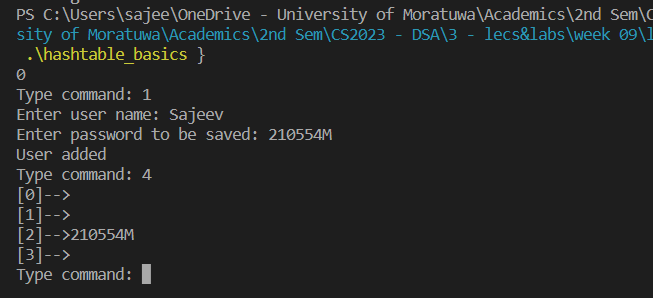 PS C:\Users\sajee\OneDrive - University of Moratuwa\Academics\2nd Sem\C
sity of Moratuwa\Academics\2nd Sem\CS2023 - DSA\3 - lecs&labs\week 09\l
.\hashtable_basics }
0
Type command: 1
Enter user name: Sajeev
Enter password to be saved: 210554M
User added
Type command: 4
[0]-->
[1]-->
[2]-->210554M
[3]-->
Type command: